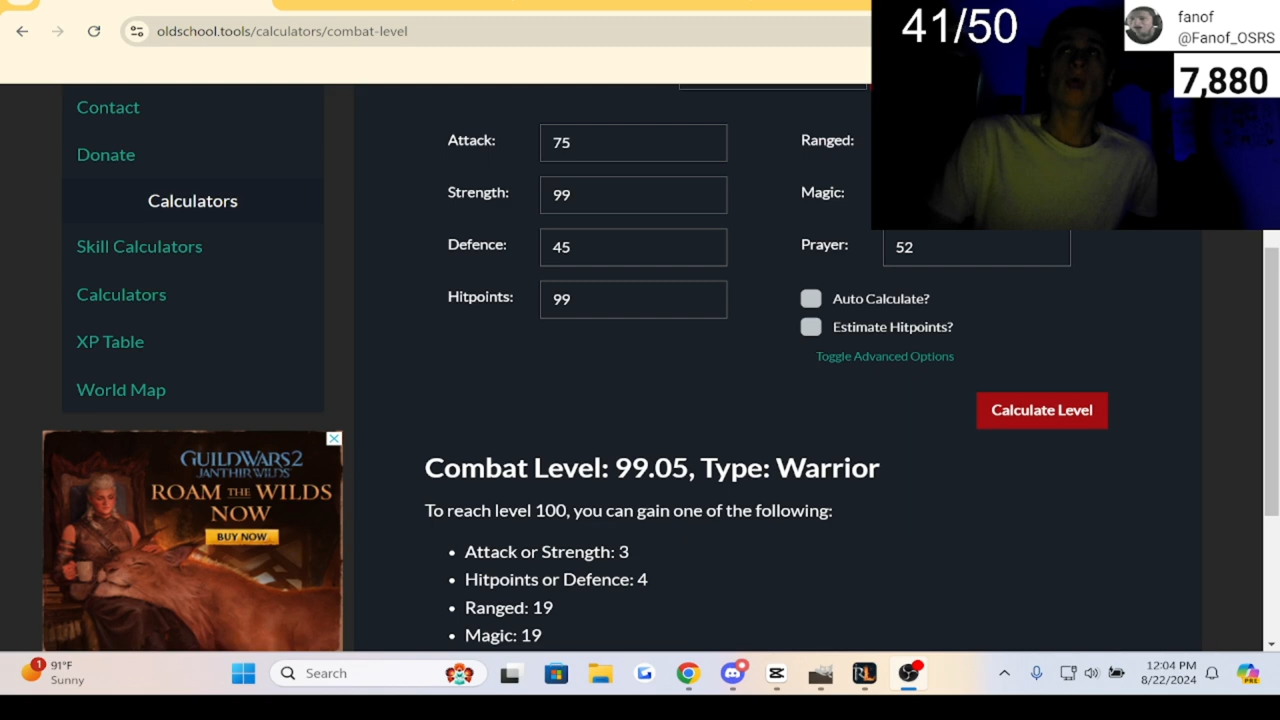 oldschool.tools/calculators/combat-level
41/50
fanof
@Fanof_OSRS
7,880
Contact
Donate
Calculators
Skill Calculators
Calculators
XP Table
World Map
Attack: 75
Strength: 99
Defence: 45
Hitpoints: 99
Ranged:
Magic:
Prayer: 52
Auto Calculate?
Estimate Hitpoints?
Toggle Advanced Options
Calculate Level
Combat Level: 99.05, Type: Warrior
To reach level 100, you can gain one of the following:
• Attack or Strength: 3
• Hitpoints or Defence: 4
• Ranged: 19
• Magic: 19
GUILDWARS2
JANTHIR WILDS
ROAM THE WILDS
NOW
BUY NOW
1
91°F
Sunny
Search
12:04 PM
8/22/2024
PRE